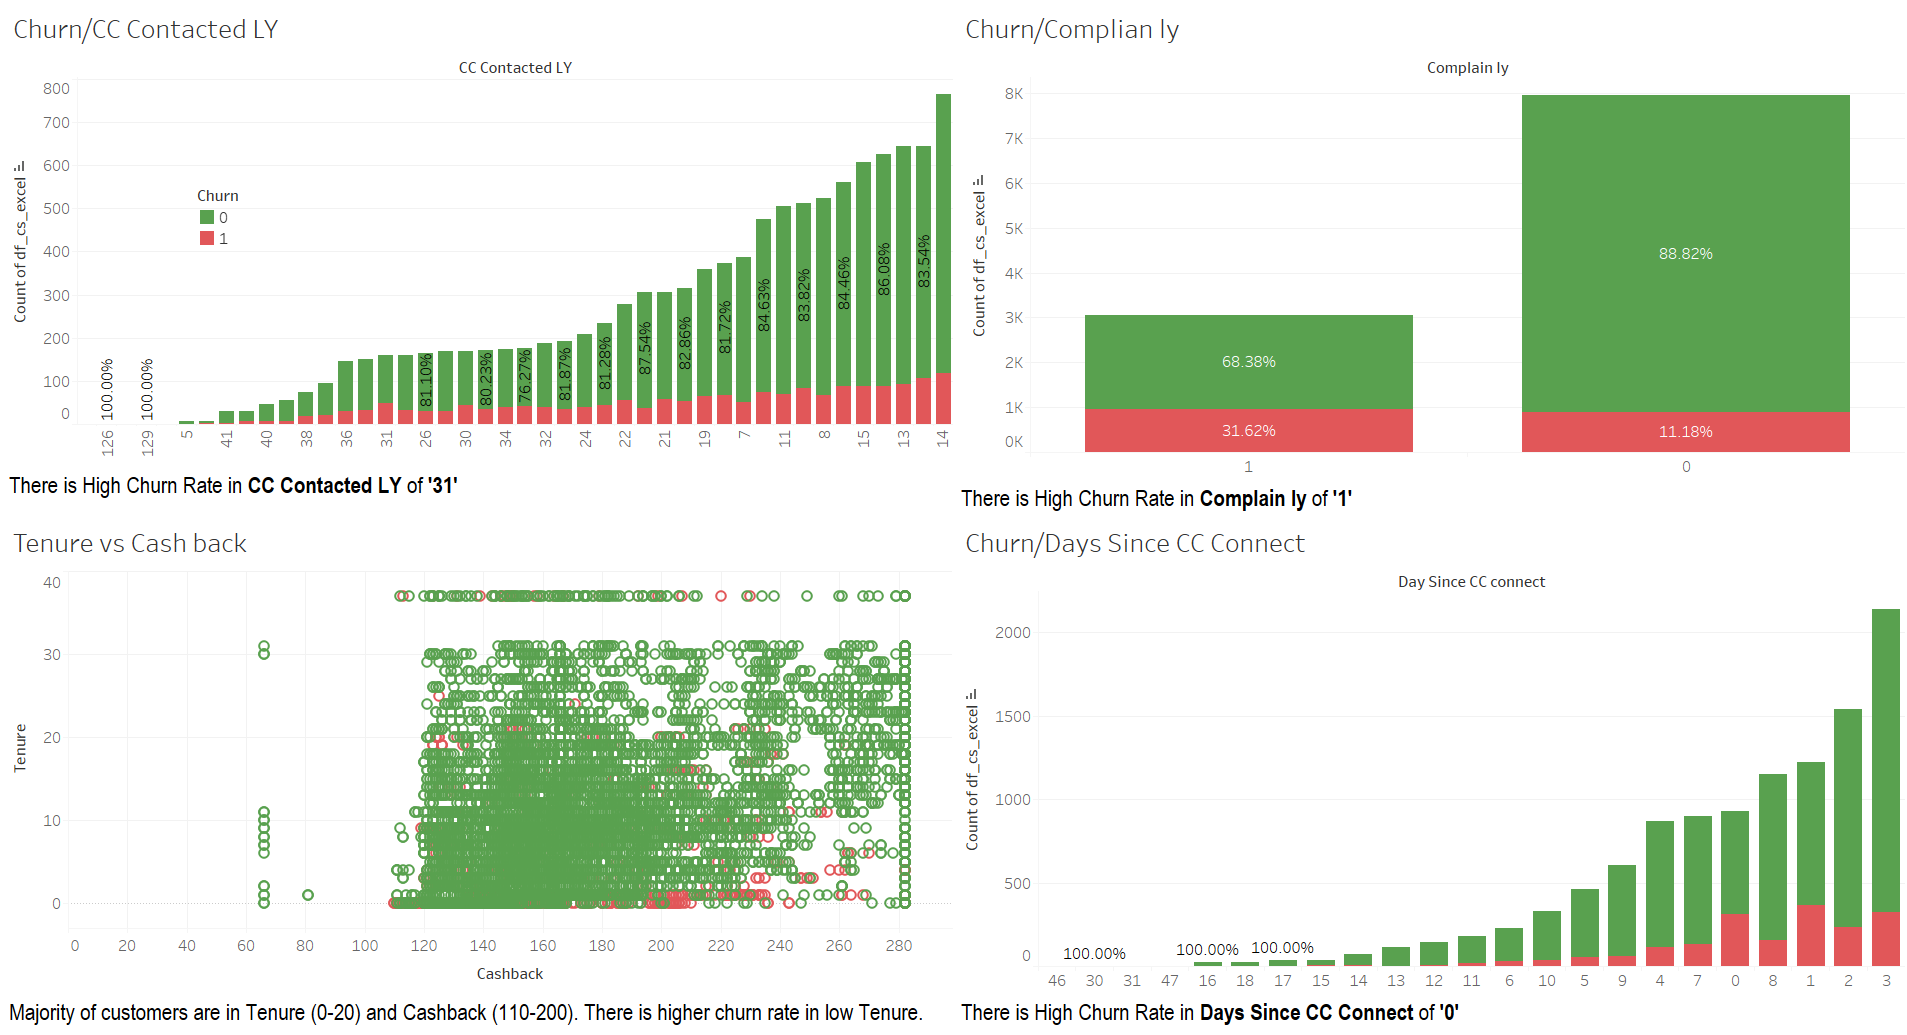 Churn/CC Contacted LY
CC Contacted LY
Count of df_cs_excel
800
700
600
500
400
300
200
100
0
Churn
0
1
100.00%
100.00%
81.10%
80.23%
76.27%
81.87%
81.28%
87.54%
82.86%
81.72%
84.63%
83.82%
84.46%
86.08%
83.54%
126 129 5 41 40 38 36 31 26 30 34 32 24 22 21 19 7 11 8 15 13 14
There is High Churn Rate in CC Contacted LY of '31'
Churn/Complian ly
Complain ly
Count of df_cs_excel
8K
7K
6K
5K
4K
3K
2K
1K
0K
68.38%
31.62%
88.82%
11.18%
1 0
There is High Churn Rate in Complain ly of '1'
Tenure vs Cash back
Tenure
40
30
20
10
0
0 20 40 60 80 100 120 140 160 180 200 220 240 260 280
Cashback
Majority of customers are in Tenure (0-20) and Cashback (110-200). There is higher churn rate in low Tenure.
Churn/Days Since CC Connect
Day Since CC connect
Count of df_cs_excel
2000
1500
1000
500
0
100.00%
100.00%
100.00%
46 30 31 47 16 18 17 15 14 13 12 11 6 10 5 9 4 7 0 8 1 2 3
There is High Churn Rate in Days Since CC Connect of '0'